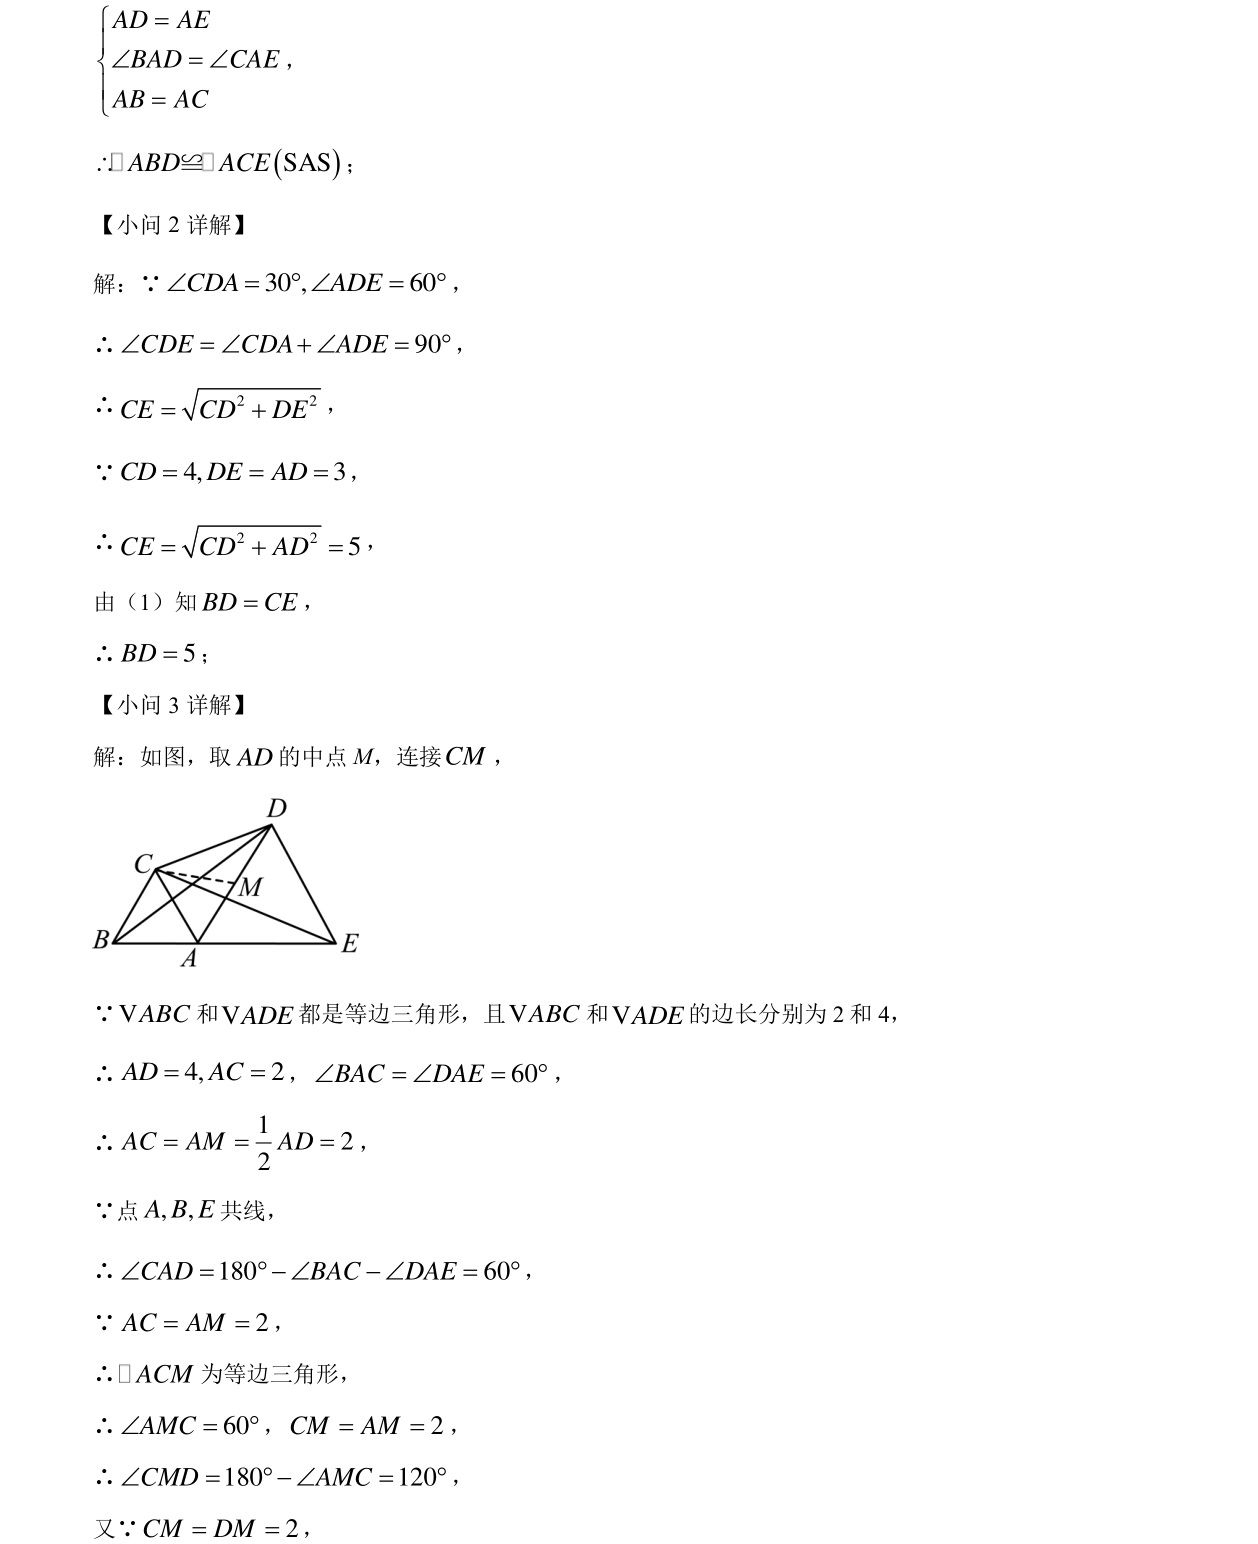 {AD = AE
∠BAD = ∠CAE，
AB = AC
∴□ABD≌□ACE(SAS)；
【小问 2 详解】
解：∵∠CDA = 30°,∠ADE = 60°，
∴∠CDE = ∠CDA + ∠ADE = 90°，
∴CE = √(CD² + DE²)，
∵CD = 4, DE = AD = 3，
∴CE = √(CD² + AD²) = 5，
由（1）知 BD = CE，
∴BD = 5；
【小问 3 详解】
解：如图，取 AD 的中点 M，连接 CM，
D
C
M
B
A
E
∵VABC 和 VADE 都是等边三角形，且 VABC 和 VADE 的边长分别为 2 和 4，
∴AD = 4, AC = 2，∠BAC = ∠DAE = 60°，
∴AC = AM = 1/2 AD = 2，
∵点 A, B, E 共线，
∴∠CAD = 180° − ∠BAC − ∠DAE = 60°，
∵AC = AM = 2，
∴□ACM 为等边三角形，
∴∠AMC = 60°，CM = AM = 2，
∴∠CMD = 180° − ∠AMC = 120°，
又∵CM = DM = 2，